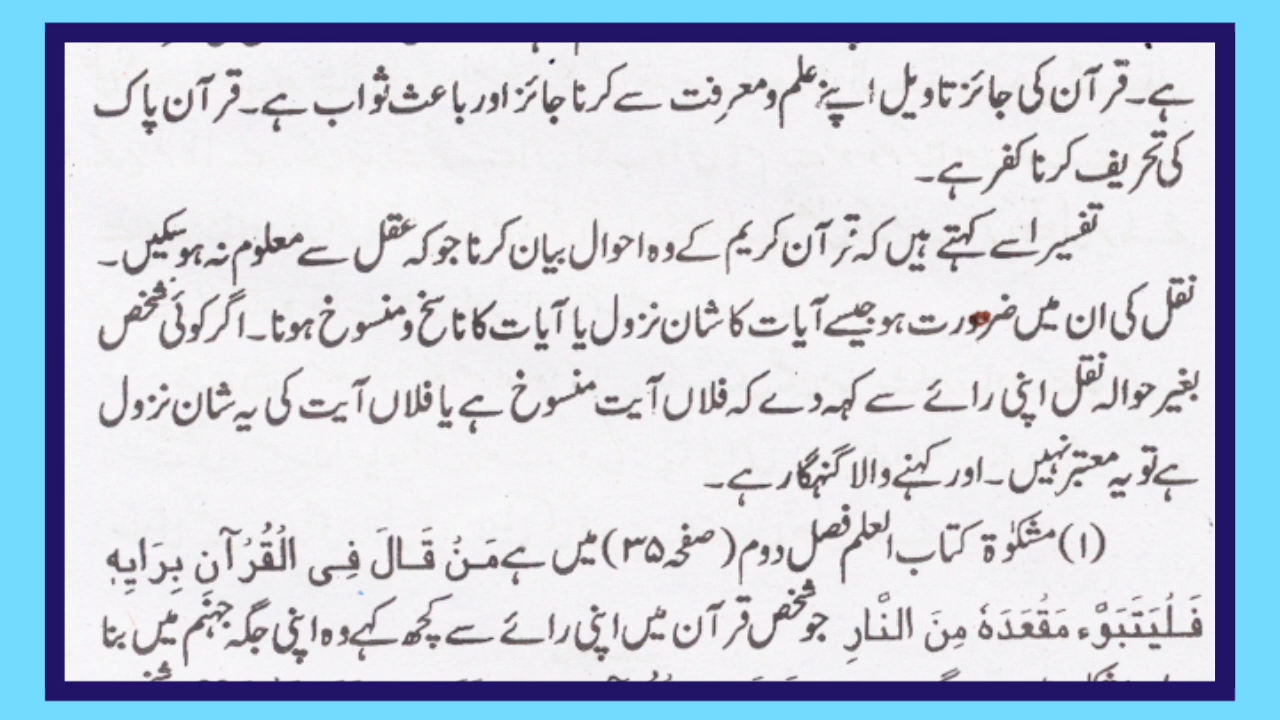 ہے۔ قرآن کی جائز تاویل اپنے علم و معرفت سے کرنا جائز اور باعث ثواب ہے۔ قرآن پاک
کی تحریف کرنا کفر ہے۔
تفسیر اسے کہتے ہیں کہ قرآن کریم کے وہ احوال بیان کرنا جو کہ عقل سے معلوم نہ ہو سکیں۔
نقل کی ان میں ضرورت ہو جیسے آیات کا شان نزول یا آیات کا ناسخ و منسوخ ہونا۔ اگر کوئی شخص
بغیر حوالہ نقل اپنی رائے سے کہہ دے کہ فلاں آیت منسوخ ہے یا فلاں آیت کی یہ شان نزول
ہے تو یہ معتبر نہیں۔ اور کہنے والا گنہگار ہے۔
(۱) مشکوٰۃ کتاب العلم فصل دوم (صفحہ ۳۵) میں ہے مَنْ قَالَ فِی الْقُرْآنِ بِرَایِہٖ
فَلْیَتَبَوْء مَقْعَدَہٗ مِنَ النَّارِ جو شخص قرآن میں اپنی رائے سے کچھ کہے وہ اپنی جگہ جہنم میں بنا